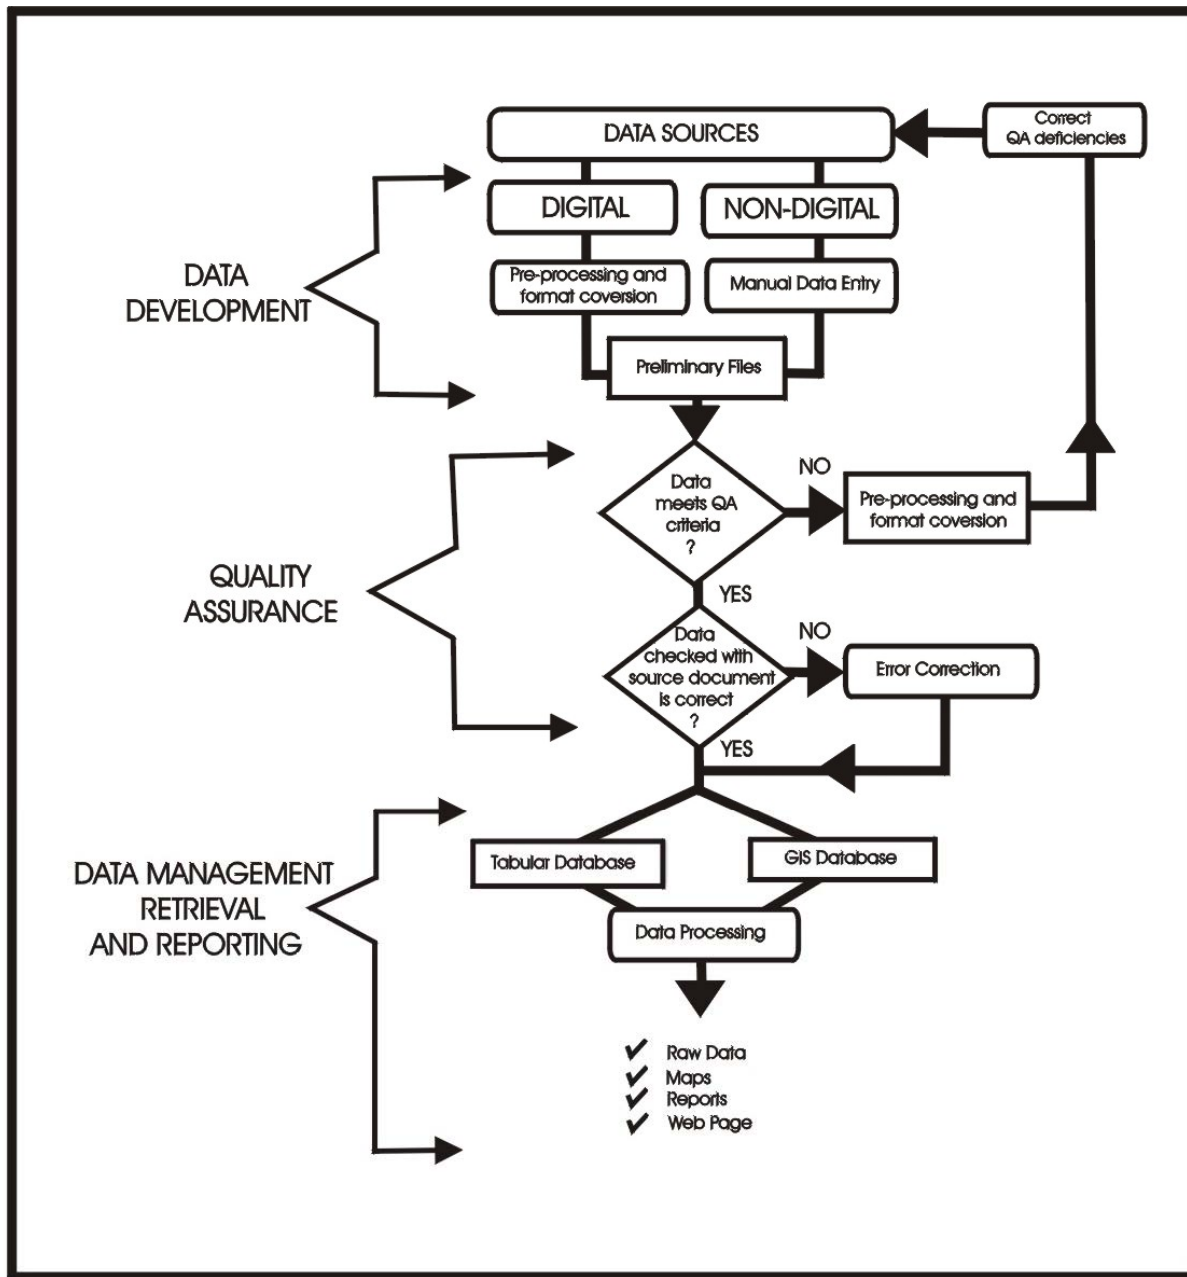 DATA SOURCES
Correct
QA deficiencies
DIGITAL
NON-DIGITAL
Pre-processing and
format coversion
Manual Data Entry
DATA
DEVELOPMENT
Preliminary Files
Data
meets QA
criteria
?
NO
Pre-processing and
format coversion
YES
QUALITY
ASSURANCE
Data
checked with
source document
is correct
?
NO
Error Correction
YES
Tabular Database
GIS Database
DATA MANAGEMENT
RETRIEVAL
AND REPORTING
Data Processing
✓ Raw Data
✓ Maps
✓ Reports
✓ Web Page